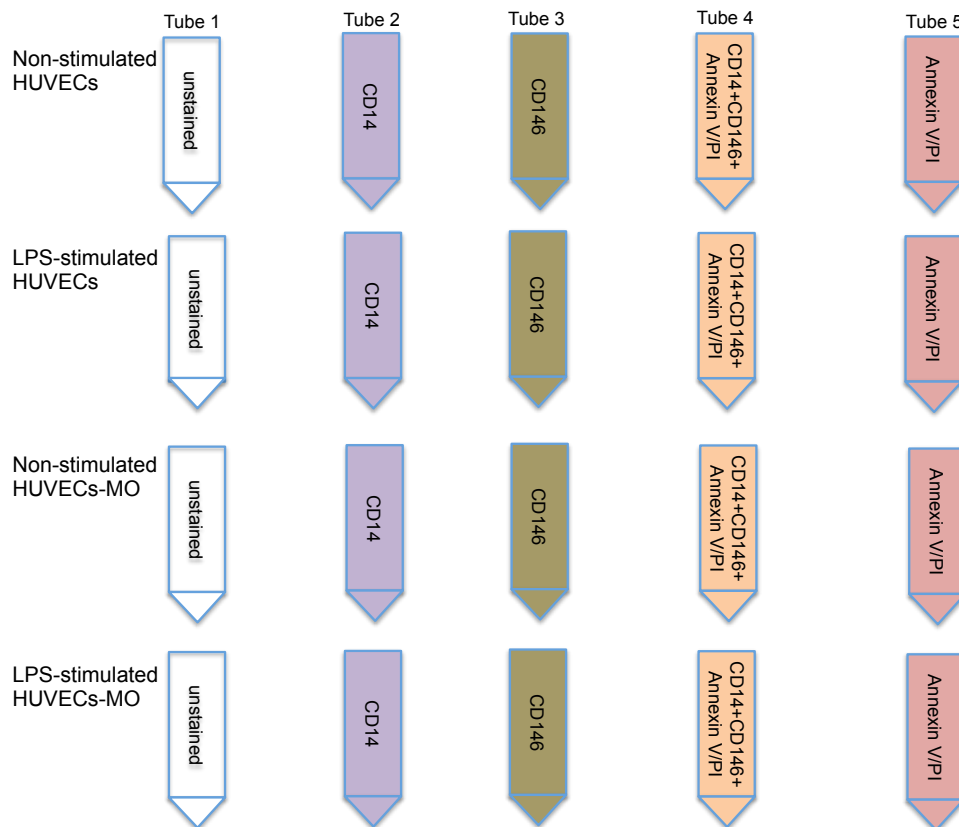 Tube 1
Tube 2
Tube 3
Tube 4
Tube 5
Non-stimulated
HUVECs
unstained
CD14
CD146
CD14+CD146+
Annexin V/PI
Annexin V/PI
LPS-stimulated
HUVECs
unstained
CD14
CD146
CD14+CD146+
Annexin V/PI
Annexin V/PI
Non-stimulated
HUVECs-MO
unstained
CD14
CD146
CD14+CD146+
Annexin V/PI
Annexin V/PI
LPS-stimulated
HUVECs-MO
unstained
CD14
CD146
CD14+CD146+
Annexin V/PI
Annexin V/PI